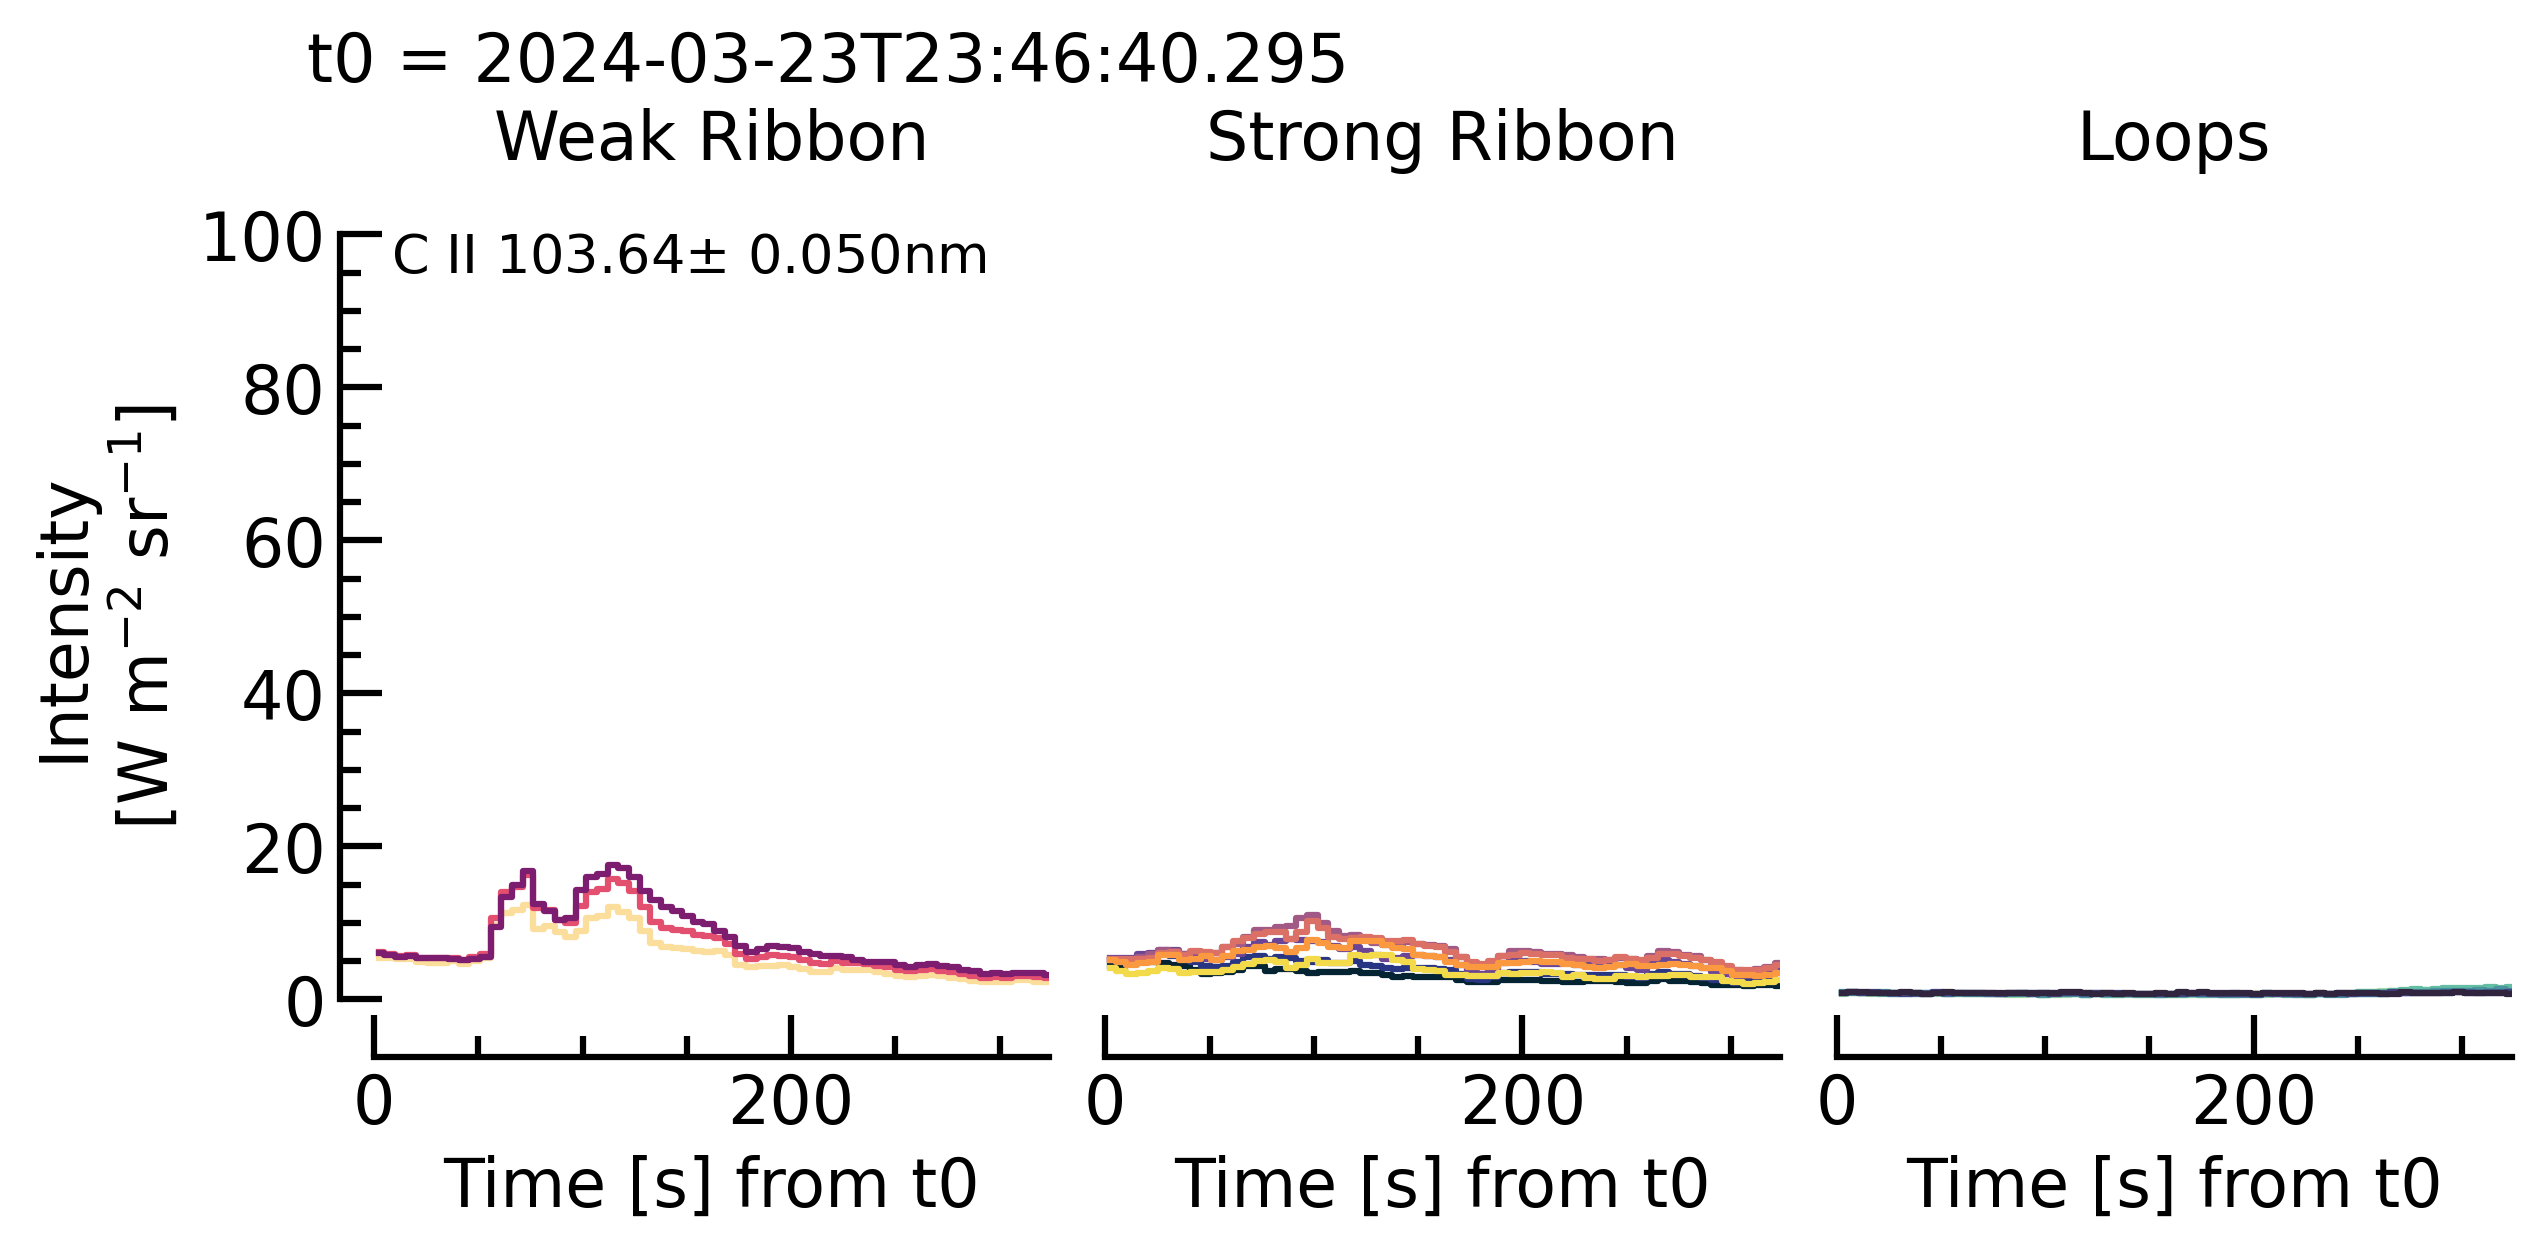 t0 = 2024-03-23T23:46:40.295
Weak Ribbon
Strong Ribbon
Loops
C II 103.64± 0.050nm
Intensity
[W m⁻² sr⁻¹]
100
80
60
40
20
0
0 200
0 200
0 200
Time [s] from t0
Time [s] from t0
Time [s] from t0